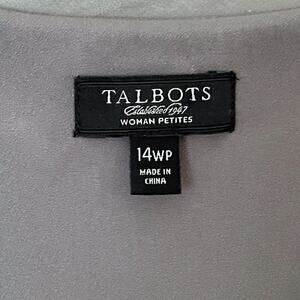 TALBOTS
Established 1947
WOMAN PETITES
14WP
MADE IN
CHINA